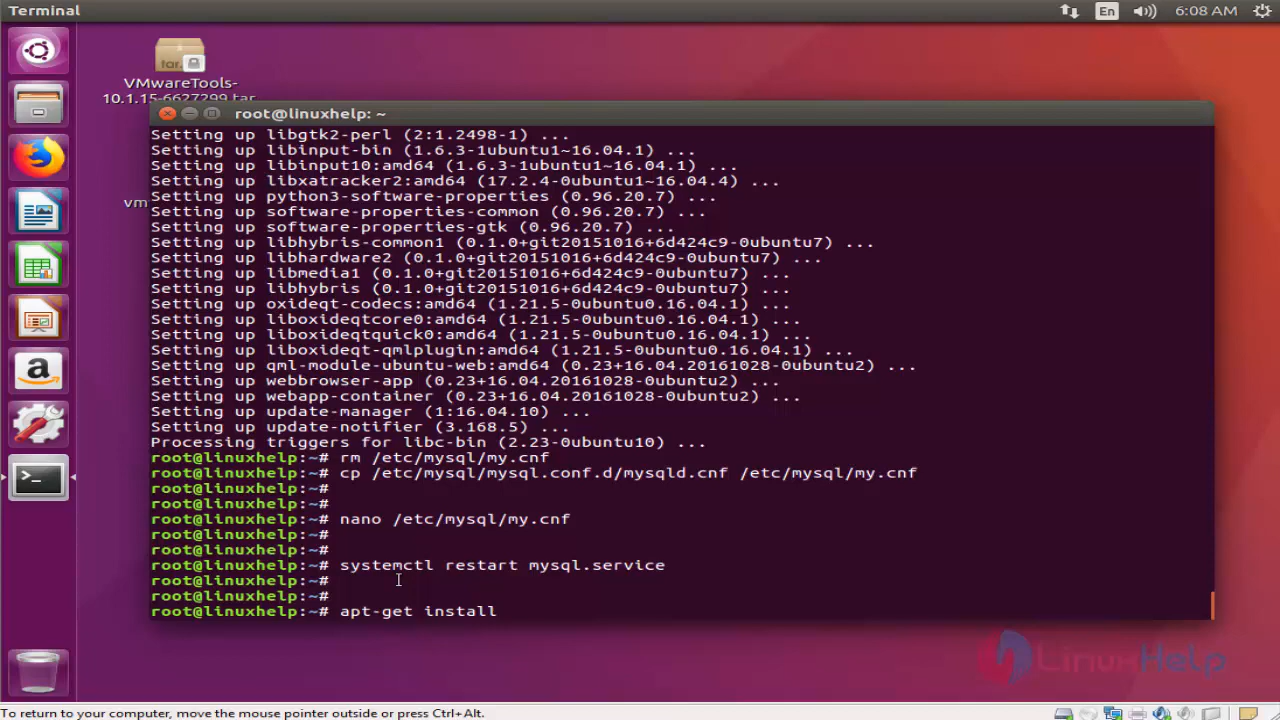 Terminal
En
6:08 AM
tar.
VMwareTools-
10.1.15-6627299.tar
vm
root@linuxhelp: ~
Setting up libgtk2-perl (2:1.2498-1) ...
Setting up libinput-bin (1.6.3-1ubuntu1~16.04.1) ...
Setting up libinput10:amd64 (1.6.3-1ubuntu1~16.04.1) ...
Setting up libxatracker2:amd64 (17.2.4-0ubuntu1~16.04.4) ...
Setting up python3-software-properties (0.96.20.7) ...
Setting up software-properties-common (0.96.20.7) ...
Setting up software-properties-gtk (0.96.20.7) ...
Setting up libhybris-common1 (0.1.0+git20151016+6d424c9-0ubuntu7) ...
Setting up libhardware2 (0.1.0+git20151016+6d424c9-0ubuntu7) ...
Setting up libmedia1 (0.1.0+git20151016+6d424c9-0ubuntu7) ...
Setting up libhybris (0.1.0+git20151016+6d424c9-0ubuntu7) ...
Setting up oxideqt-codecs:amd64 (1.21.5-0ubuntu0.16.04.1) ...
Setting up liboxideqtcore0:amd64 (1.21.5-0ubuntu0.16.04.1) ...
Setting up liboxideqtquick0:amd64 (1.21.5-0ubuntu0.16.04.1) ...
Setting up liboxideqt-qmlplugin:amd64 (1.21.5-0ubuntu0.16.04.1) ...
Setting up qml-module-ubuntu-web:amd64 (0.23+16.04.20161028-0ubuntu2) ...
Setting up webbrowser-app (0.23+16.04.20161028-0ubuntu2) ...
Setting up webapp-container (0.23+16.04.20161028-0ubuntu2) ...
Setting up update-manager (1:16.04.10) ...
Setting up update-notifier (3.168.5) ...
Processing triggers for libc-bin (2.23-0ubuntu10) ...
root@linuxhelp:~# rm /etc/mysql/my.cnf
root@linuxhelp:~# cp /etc/mysql/mysql.conf.d/mysqld.cnf /etc/mysql/my.cnf
root@linuxhelp:~#
root@linuxhelp:~#
root@linuxhelp:~# nano /etc/mysql/my.cnf
root@linuxhelp:~#
root@linuxhelp:~#
root@linuxhelp:~# systemctl restart mysql.service
root@linuxhelp:~#
root@linuxhelp:~#
root@linuxhelp:~# apt-get install
LinuxHelp
To return to your computer, move the mouse pointer outside or press Ctrl+Alt.